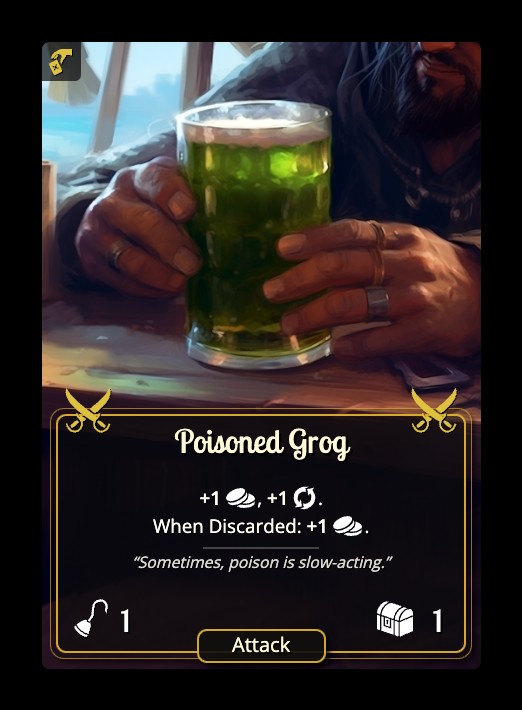 Poisoned Grog
+1 , +1 .
When Discarded: +1 .
“Sometimes, poison is slow-acting.”
1
1
Attack